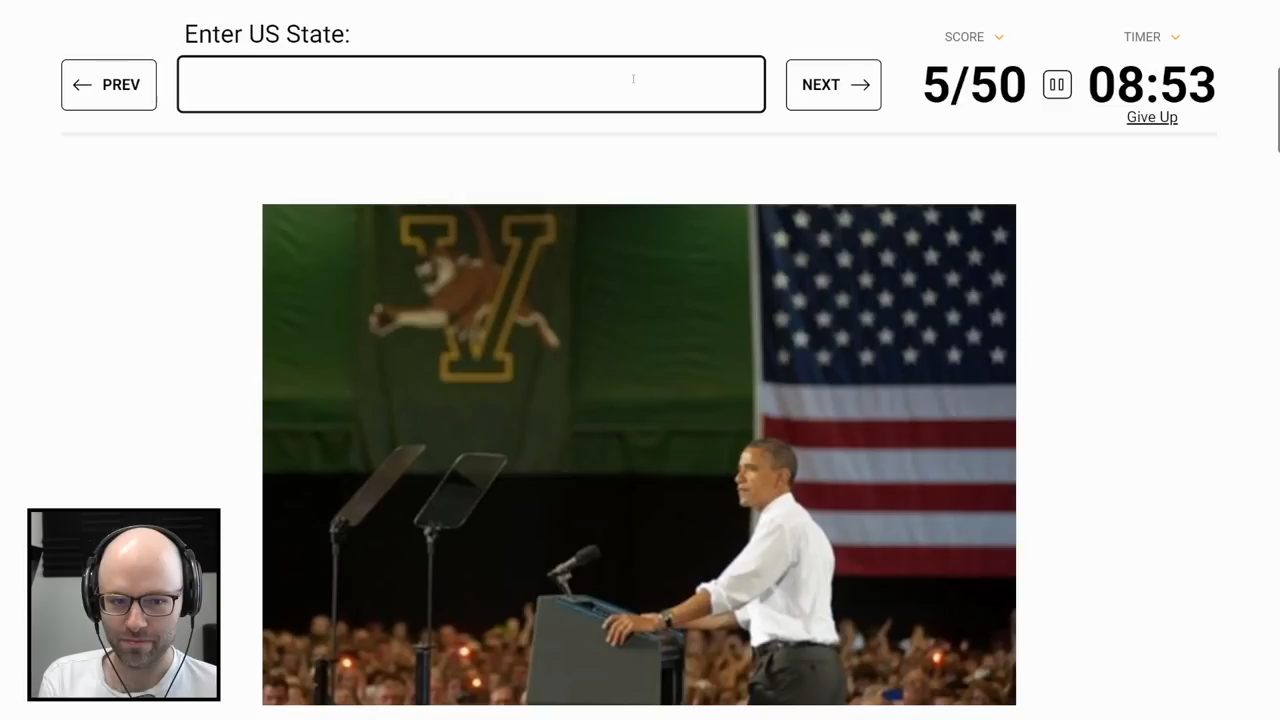 Enter US State:
SCORE
TIMER
PREV
NEXT
5/50
08:53
Give Up
V